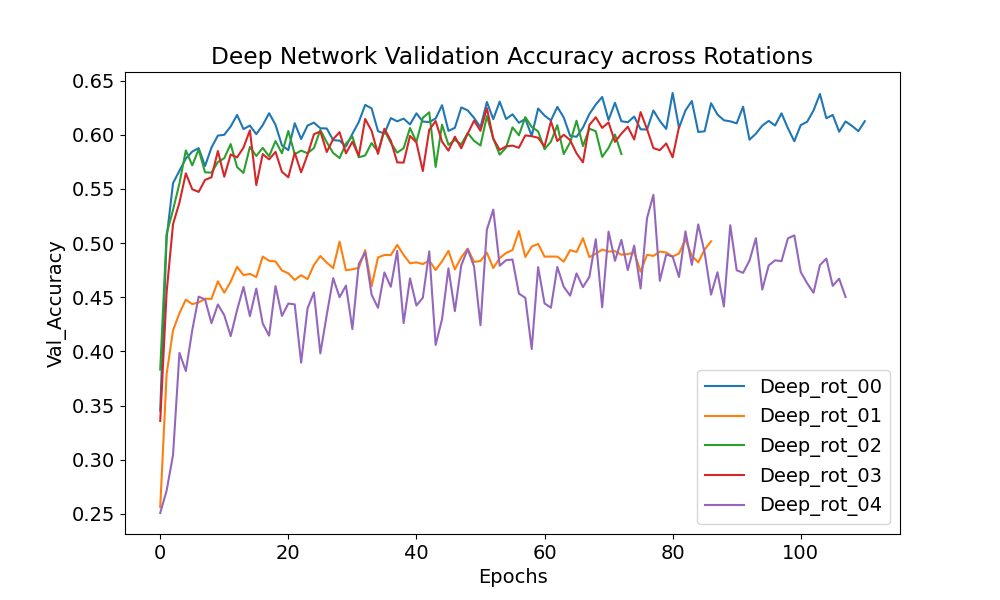 Deep Network Validation Accuracy across Rotations
Val_Accuracy
0.65
0.60
0.55
0.50
0.45
0.40
0.35
0.30
0.25
Deep_rot_00
Deep_rot_01
Deep_rot_02
Deep_rot_03
Deep_rot_04
0 20 40 60 80 100
Epochs